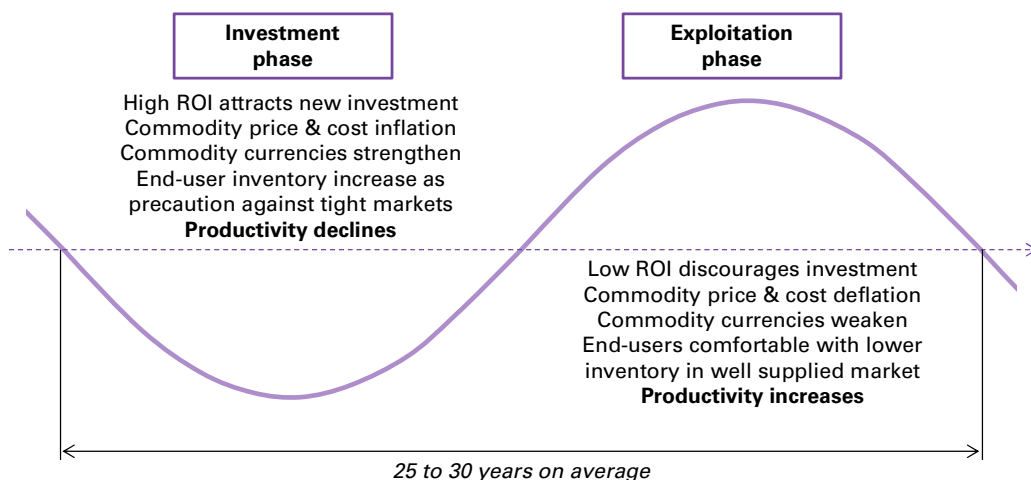 Investment
phase
High ROI attracts new investment
Commodity price & cost inflation
Commodity currencies strengthen
End-user inventory increase as
precaution against tight markets
Productivity declines
Exploitation
phase
Low ROI discourages investment
Commodity price & cost deflation
Commodity currencies weaken
End-users comfortable with lower
inventory in well supplied market
Productivity increases
25 to 30 years on average